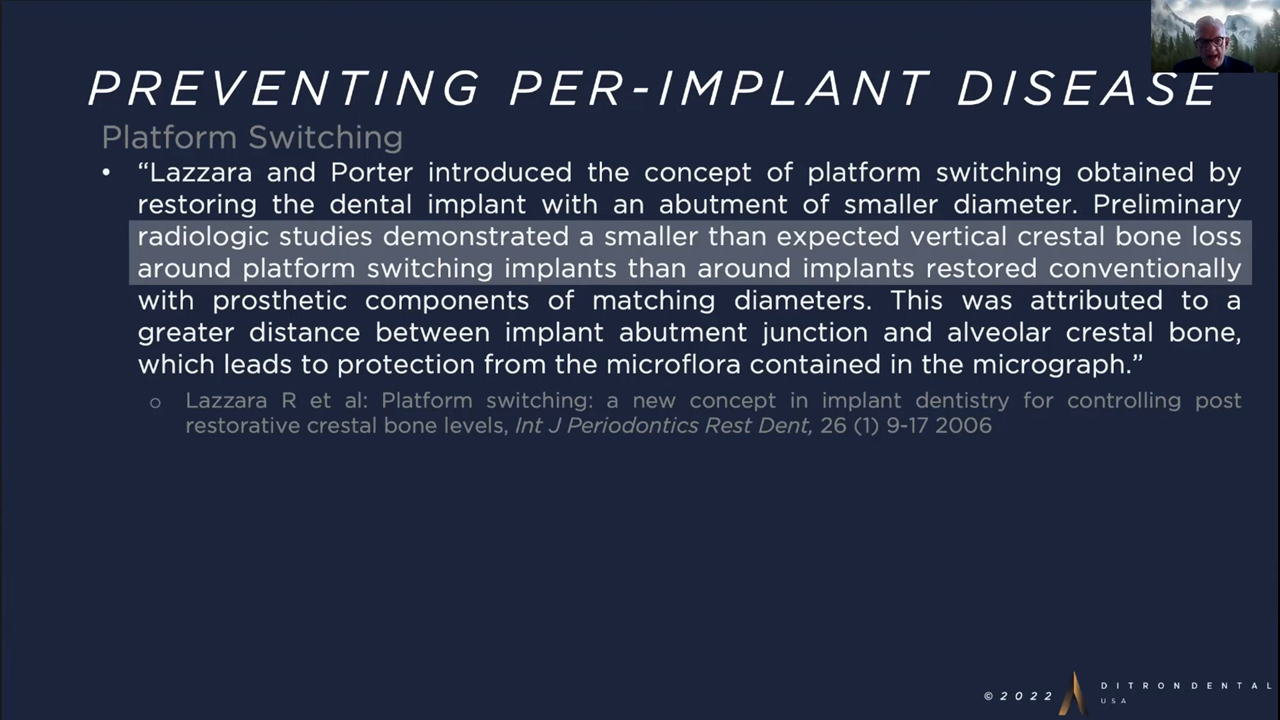 PREVENTING PER-IMPLANT DISEASE
Platform Switching
• “Lazzara and Porter introduced the concept of platform switching obtained by
restoring the dental implant with an abutment of smaller diameter. Preliminary
radiologic studies demonstrated a smaller than expected vertical crestal bone loss
around platform switching implants than around implants restored conventionally
with prosthetic components of matching diameters. This was attributed to a
greater distance between implant abutment junction and alveolar crestal bone,
which leads to protection from the microflora contained in the micrograph.”
o Lazzara R et al: Platform switching: a new concept in implant dentistry for controlling post
restorative crestal bone levels, Int J Periodontics Rest Dent, 26 (1) 9-17 2006
©2022
DITRONDENTAL
USA